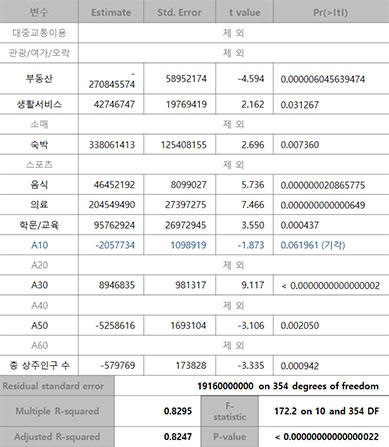 변수 Estimate Std. Error t value Pr(>ltl)
대중교통이용 제 외
관광/여가/오락 제 외
부동산 -270845574 58952174 -4.594 0.000006045639474
생활서비스 42746747 19769419 2.162 0.031267
소매 제 외
숙박 338061413 125408155 2.696 0.007360
스포츠 제 외
음식 46452192 8099027 5.736 0.000000020865775
의료 204549490 27397275 7.466 0.000000000000649
학문/교육 95762924 26972945 3.550 0.000437
A10 -2057734 1098919 -1.873 0.061961 (기각)
A20 제 외
A30 8946835 981317 9.117 < 0.0000000000000002
A40 제 외
A50 -5258616 1693104 -3.106 0.002050
A60 제 외
총 상주인구 수 -579769 173828 -3.335 0.000942
Residual standard error 19160000000 on 354 degrees of freedom
Multiple R-squared 0.8295 F-statistic 172.2 on 10 and 354 DF
Adjusted R-squared 0.8247 P-value < 0.00000000000000022